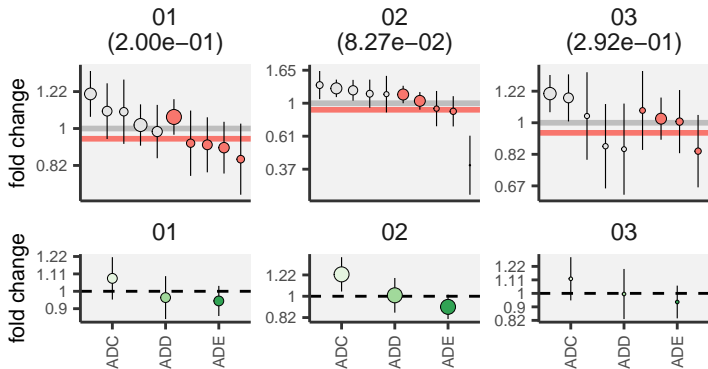 01
(2.00e−01)
02
(8.27e−02)
03
(2.92e−01)
fold change
1.22
1
0.82
1.65
1
0.61
0.37
1.22
1
0.82
0.67
01
02
03
fold change
1.22
1.11
1
0.9
1.22
1
0.82
1.22
1.11
1
0.9
0.82
ADC
ADD
ADE
ADC
ADD
ADE
ADC
ADD
ADE